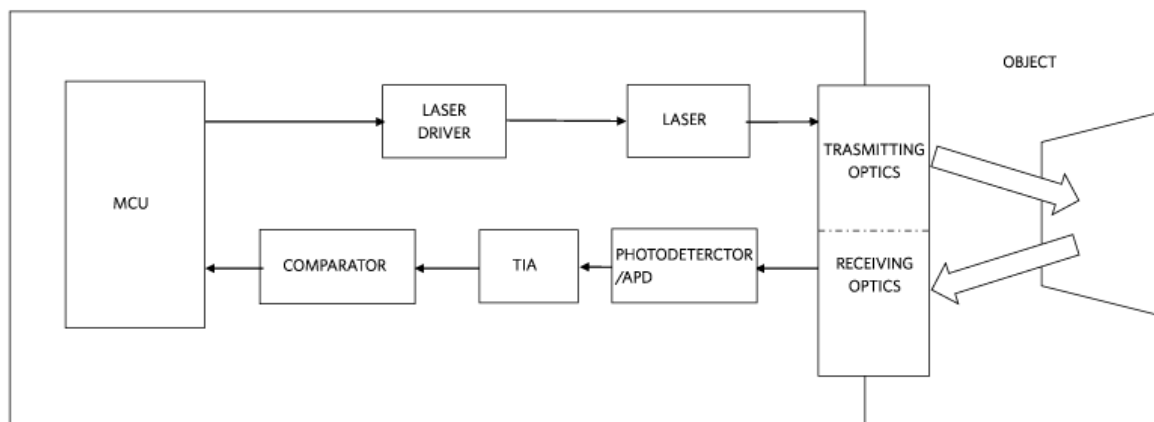 OBJECT
MCU
LASER
DRIVER
LASER
TRASMITTING
OPTICS
COMPARATOR
TIA
PHOTODETERCTOR
/APD
RECEIVING
OPTICS